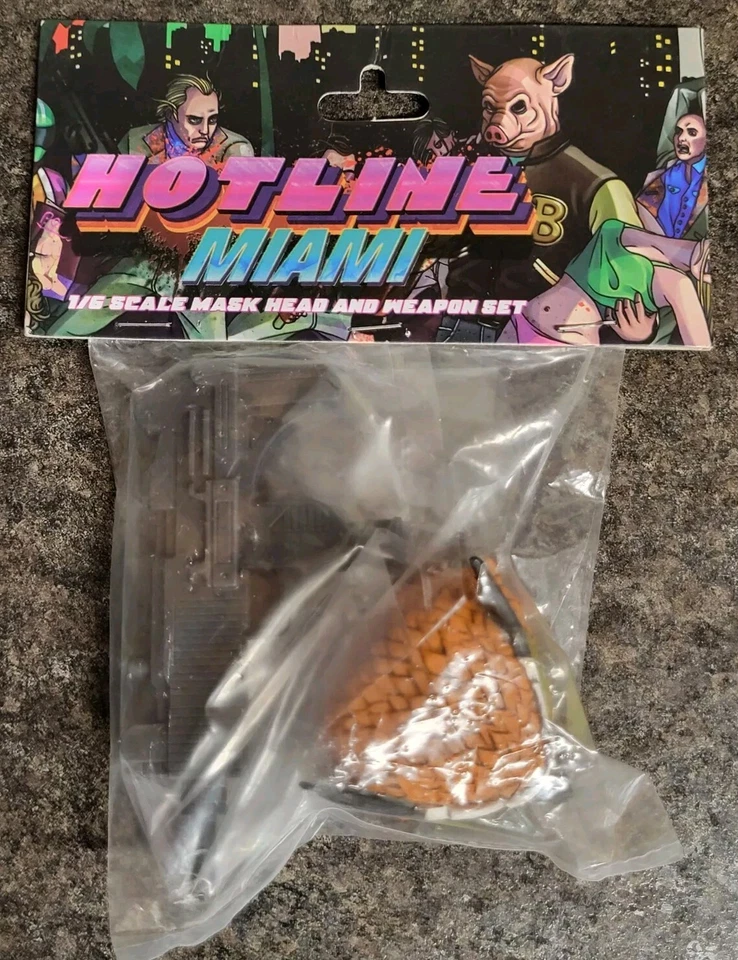 HOTLINE
MIAMI
B
1/6 SCALE MASK HEAD AND WEAPON SET